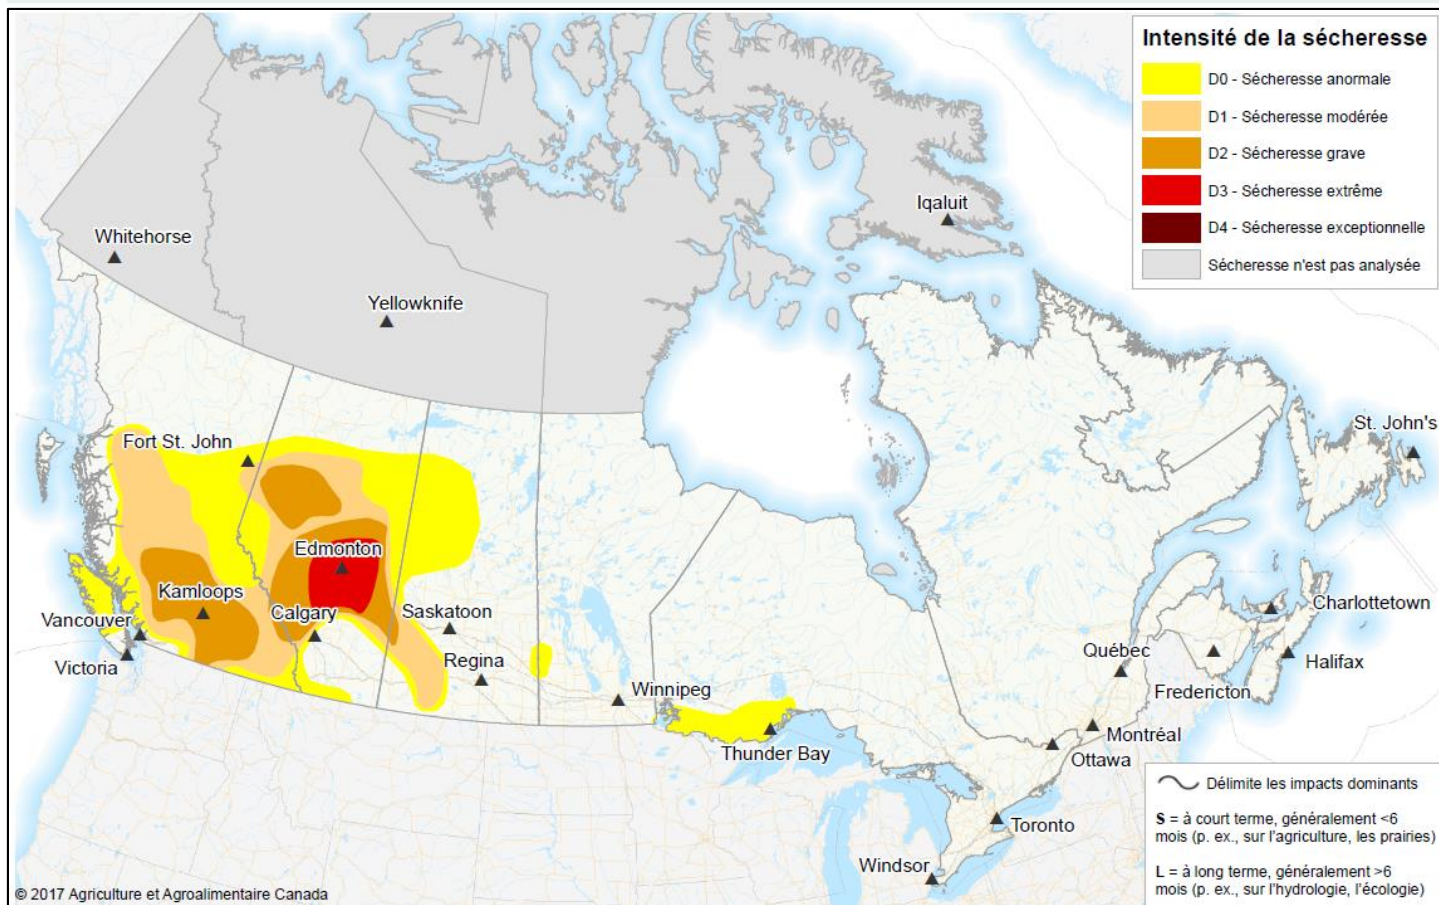 Intensité de la sécheresse
D0 - Sécheresse anormale
D1 - Sécheresse modérée
D2 - Sécheresse grave
D3 - Sécheresse extrême
D4 - Sécheresse exceptionnelle
Sécheresse n'est pas analysée
Iqaluit
Whitehorse
Yellowknife
St. John's
Fort St. John
Edmonton
Kamloops
Calgary
Saskatoon
Vancouver
Victoria
Regina
Winnipeg
Thunder Bay
Charlottetown
Québec
Halifax
Fredericton
Montréal
Ottawa
Toronto
Windsor
Délimite les impacts dominants
S = à court terme, généralement <6
mois (p. ex., sur l'agriculture, les prairies)
L = à long terme, généralement >6
mois (p. ex., sur l'hydrologie, l'écologie)
© 2017 Agriculture et Agroalimentaire Canada